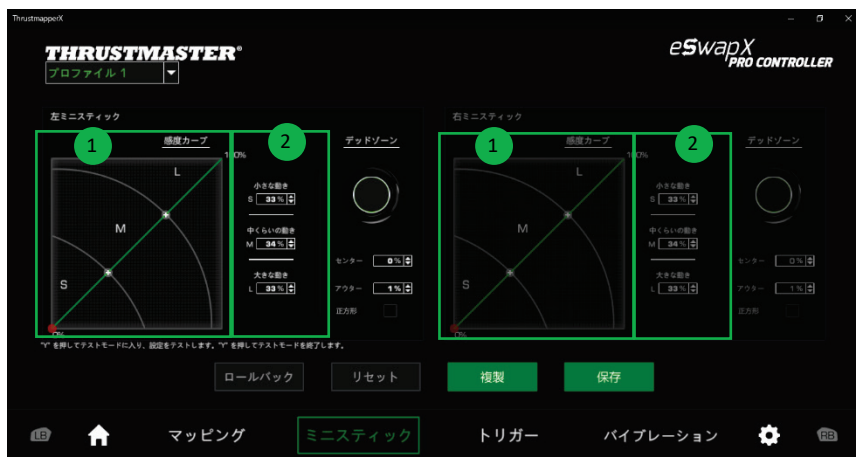 ThrustmapperX
THRUSTMASTER®
eSwapX
PRO CONTROLLER
プロファイル 1
左ミニスティック
1
感度カーブ
2
デッドゾーン
100%
L
M
S
0%
小さな動き
S 33 %
中くらいの動き
M 34 %
大きな動き
L 33 %
センター 0 %
アウター 1 %
正方形
右ミニスティック
1
感度カーブ
2
デッドゾーン
100%
L
M
S
0%
小さな動き
S 33 %
中くらいの動き
M 34 %
大きな動き
L 33 %
センター 0 %
アウター 1 %
正方形
"Y" を押してテストモードに入り、設定をテストします。"Y" を押してテストモードを終了します。
ロールバック
リセット
複製
保存
LB
マッピング
ミニスティック
トリガー
バイブレーション
RB